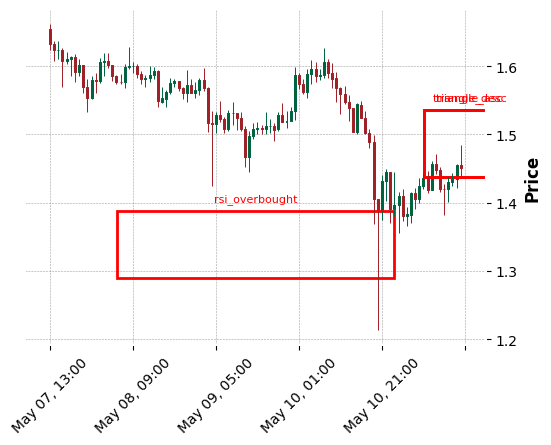 1.6
triangle_desc
1.5
Price
rsi_overbought
1.4
1.3
1.2
May 07, 13:00
May 08, 09:00
May 09, 05:00
May 10, 01:00
May 10, 21:00